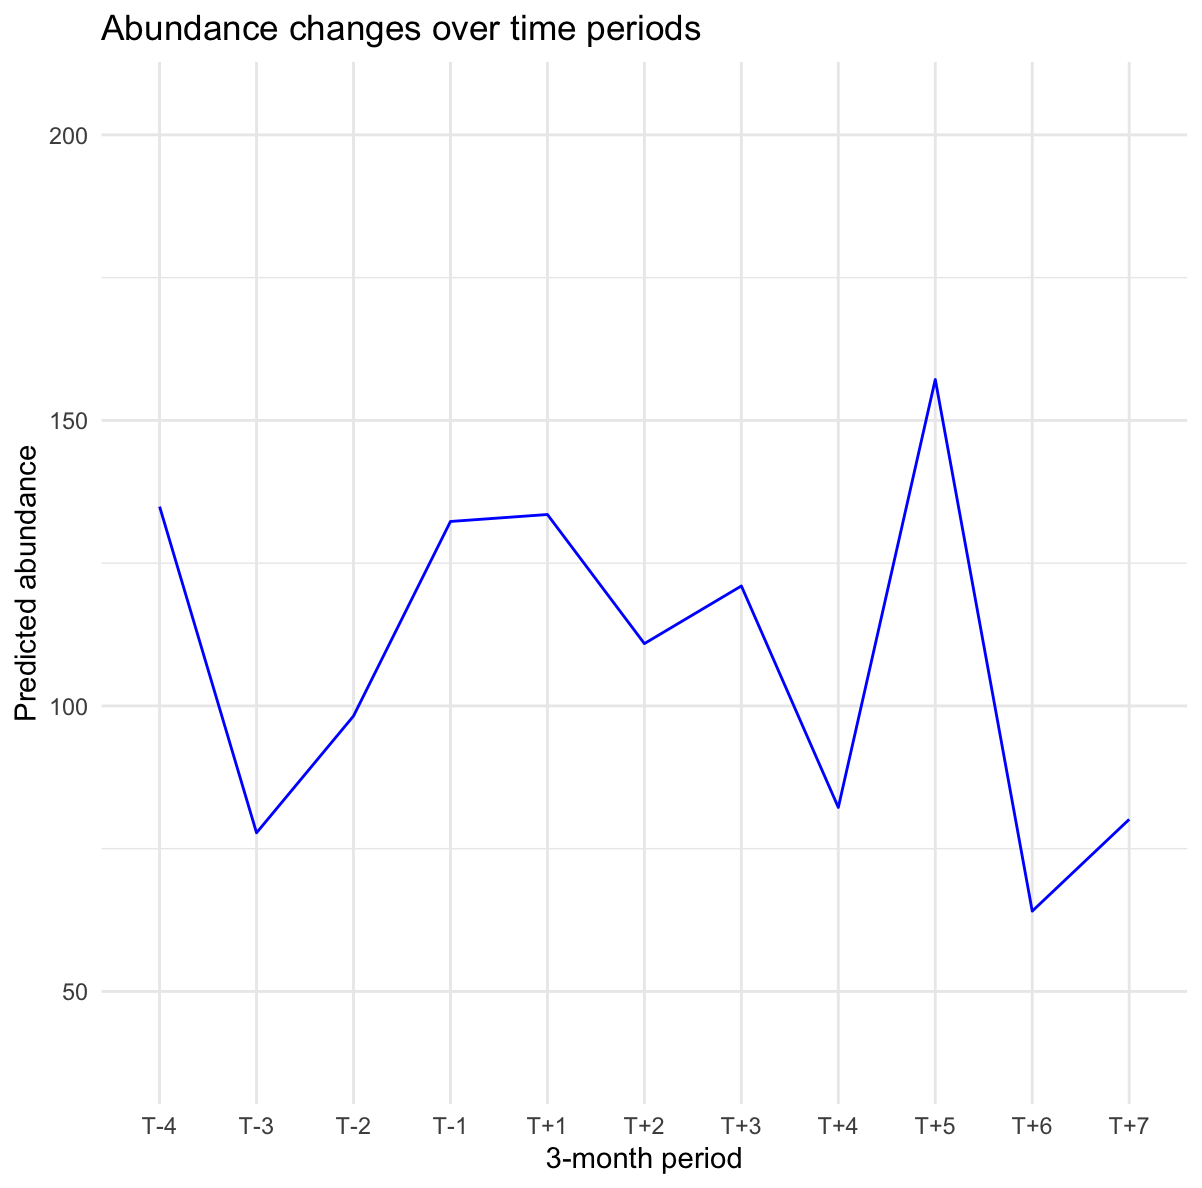 Abundance changes over time periods
Predicted abundance
200
150
100
50
T-4 T-3 T-2 T-1 T+1 T+2 T+3 T+4 T+5 T+6 T+7
3-month period